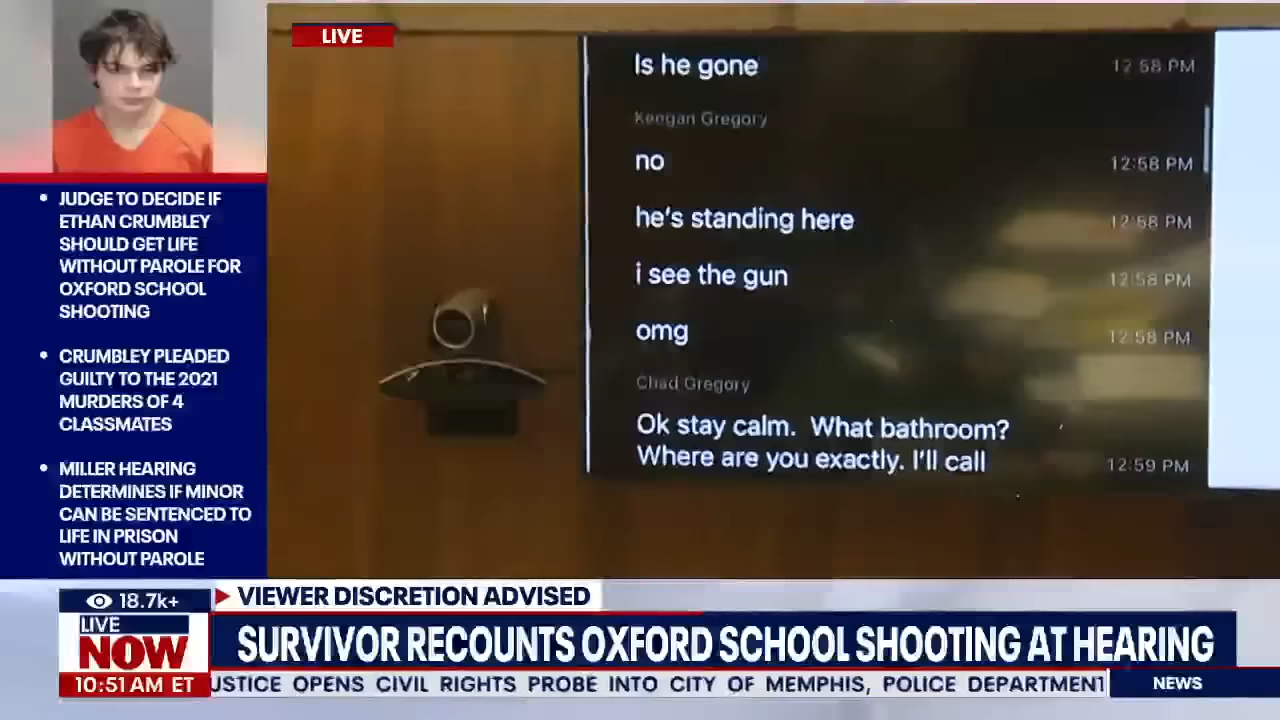 LIVE
Is he gone 12:58 PM
Keegan Gregory
no 12:58 PM
he's standing here 12:58 PM
i see the gun 12:58 PM
omg 12:58 PM
Chad Gregory
Ok stay calm. What bathroom?
Where are you exactly. I'll call 12:59 PM
• JUDGE TO DECIDE IF
ETHAN CRUMBLEY
SHOULD GET LIFE
WITHOUT PAROLE FOR
OXFORD SCHOOL
SHOOTING
• CRUMBLEY PLEADED
GUILTY TO THE 2021
MURDERS OF 4
CLASSMATES
• MILLER HEARING
DETERMINES IF MINOR
CAN BE SENTENCED TO
LIFE IN PRISON
WITHOUT PAROLE
18.7k+
VIEWER DISCRETION ADVISED
LIVE
NOW
SURVIVOR RECOUNTS OXFORD SCHOOL SHOOTING AT HEARING
10:51 AM ET
USTICE OPENS CIVIL RIGHTS PROBE INTO CITY OF MEMPHIS, POLICE DEPARTMENT
NEWS